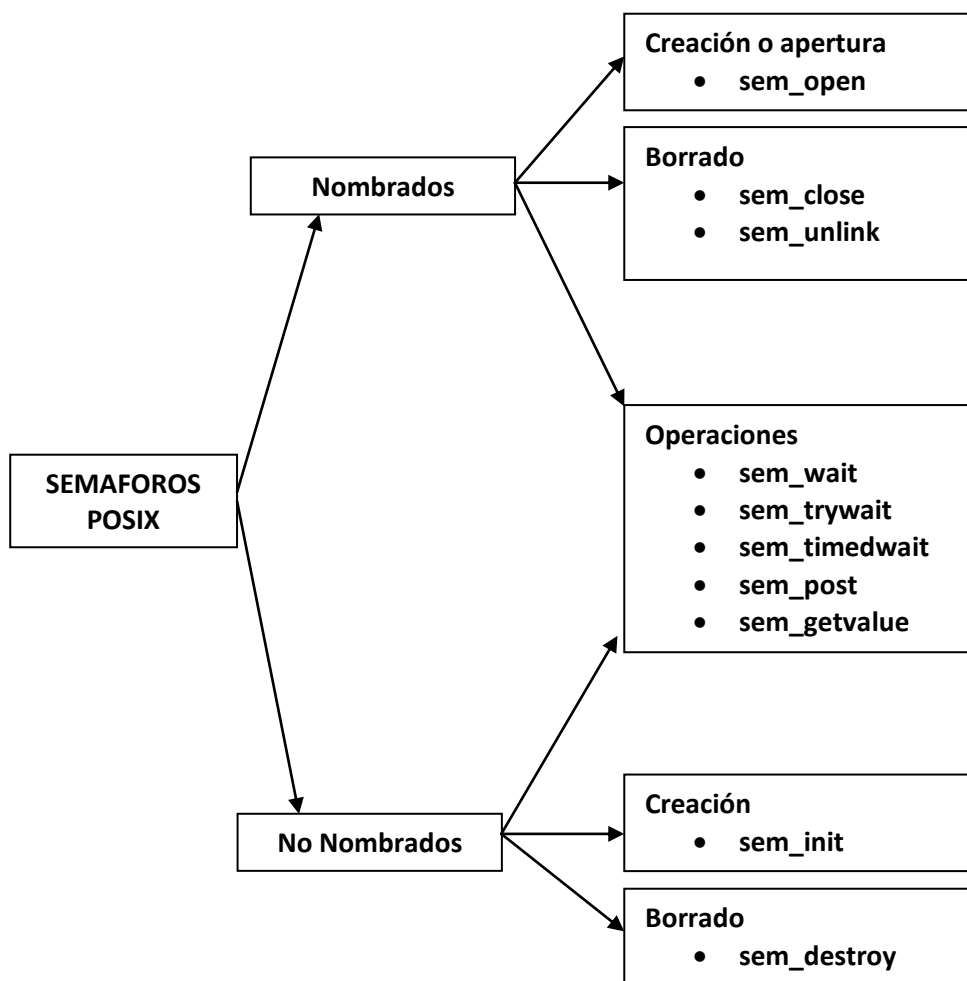 Creación o apertura
• sem_open
Borrado
• sem_close
• sem_unlink
Nombrados
Operaciones
• sem_wait
• sem_trywait
• sem_timedwait
• sem_post
• sem_getvalue
SEMAFOROS
POSIX
Creación
• sem_init
No Nombrados
Borrado
• sem_destroy